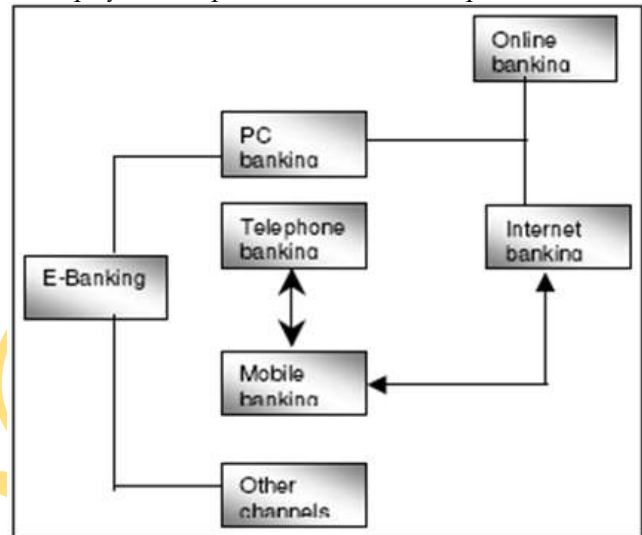 Online
banking
PC
banking
Telephone
banking
Internet
banking
E-Banking
Mobile
banking
Other
channels